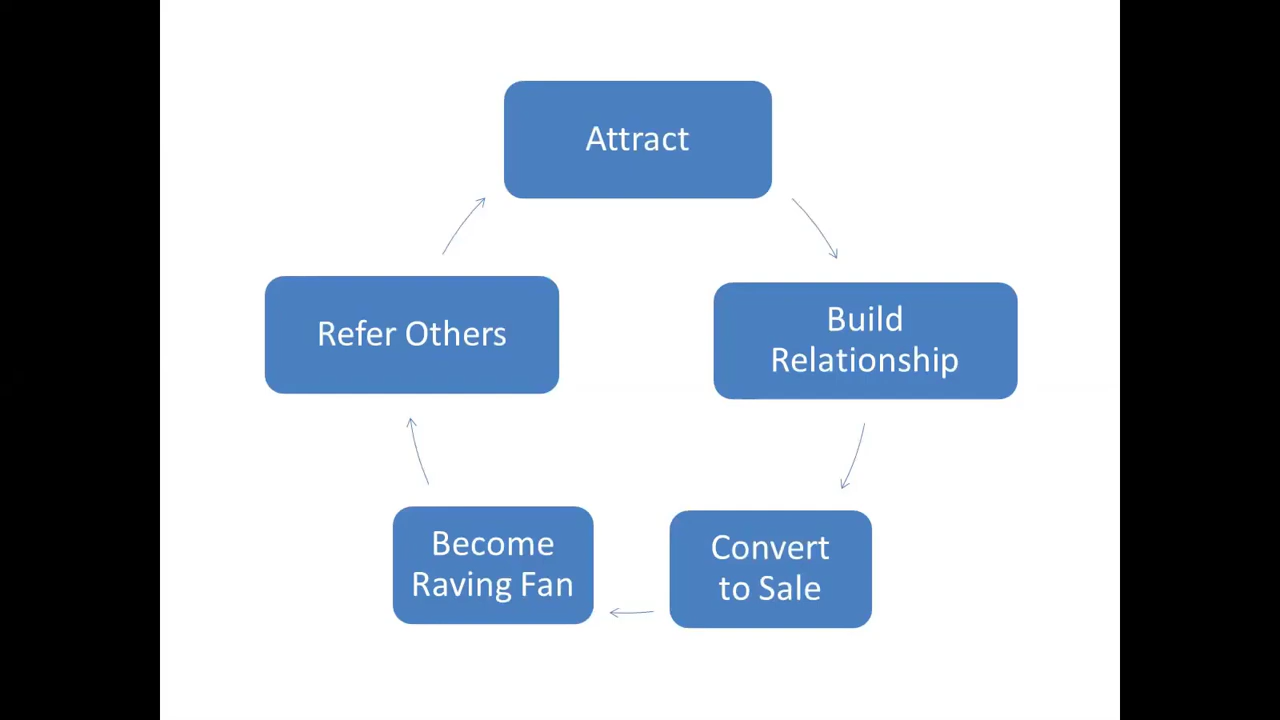 Attract
Build
Relationship
Convert
to Sale
Become
Raving Fan
Refer Others